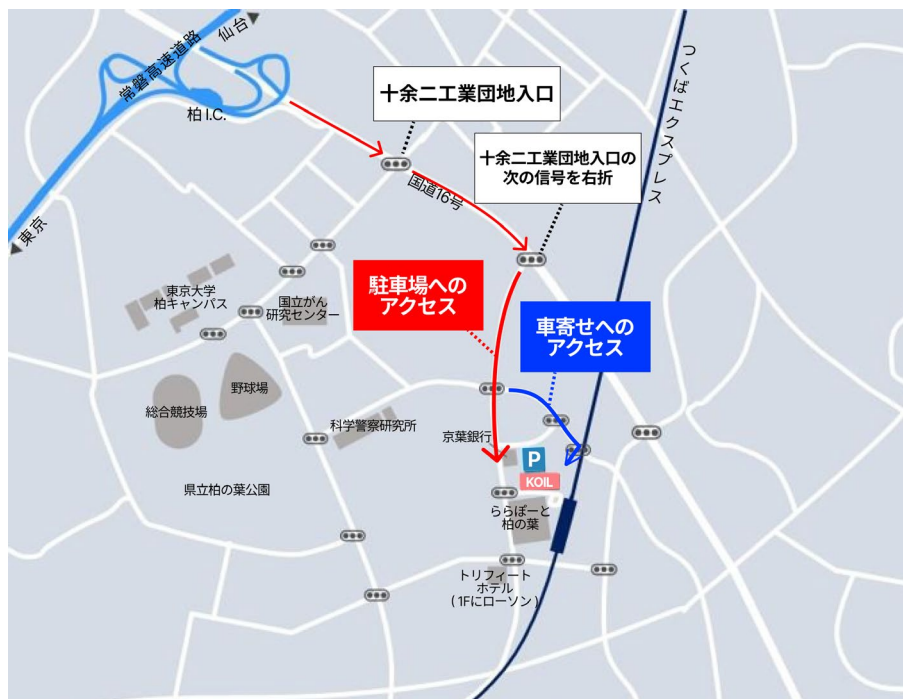 仙台
常磐高速道路
柏 I.C.
東京
十余二工業団地入口
十余二工業団地入口の
次の信号を右折
国道16号
つくばエクスプレス
駐車場への
アクセス
車寄せへの
アクセス
東京大学
柏キャンパス
国立がん
研究センター
野球場
総合競技場
科学警察研究所
京葉銀行
P
KOIL
県立柏の葉公園
ららぽーと
柏の葉
トリフィート
ホテル
( 1Fにローソン )